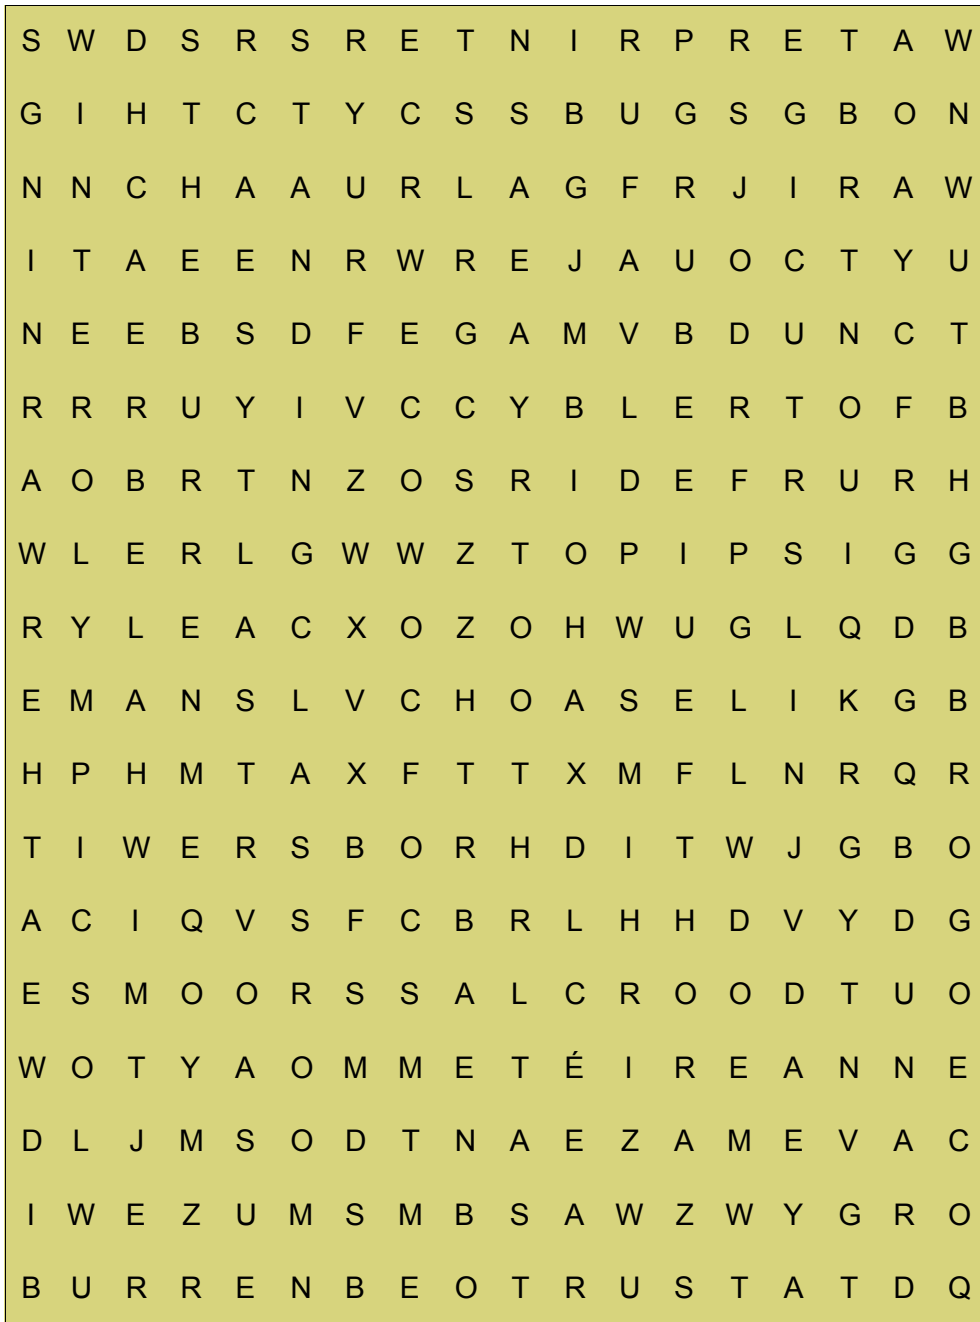 S W D S R S R E T N I R P R E T A W
G I H T C T Y C S S B U G S G B O N
N N C H A A U R L A G F R J I R A W
I T A E E N R W R E J A U O C T Y U
N E E B S D F E G A M V B D U N C T
R R R U Y I V C C Y B L E R T O F B
A O B R T N Z O S R I D E F R U R H
W L E R L G W W Z T O P I P S I G G
R Y L E A C X O Z O H W U G L Q D B
E M A N S L V C H O A S E L I K G B
H P H M T A X F T T X M F L N R Q R
T I W E R S B O R H D I T W J G B O
A C I Q V S F C B R L H H D V Y D G
E S M O O R S S A L C R O O D T U O
W O T Y A O M M E T É I R E A N N E
D L J M S O D T N A E Z A M E V A C
I W E Z U M S M B S A W Z W Y G R O
B U R R E N B E O T R U S T A T D Q